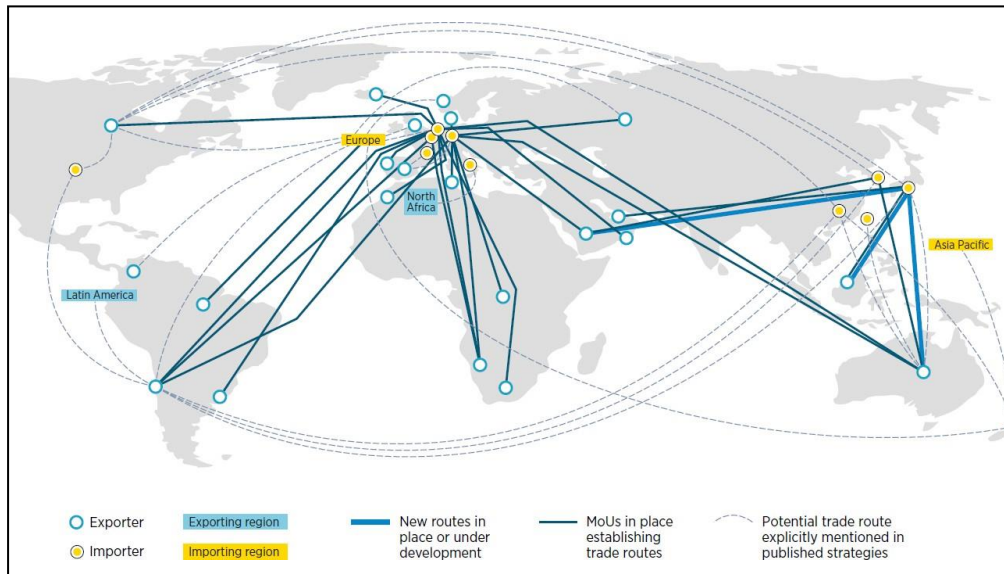 Europe
North
Africa
Asia Pacific
Latin America
Exporter
Exporting region
New routes in
place or under
development
MoUs in place
establishing
trade routes
Potential trade route
explicitly mentioned in
published strategies
Importer
Importing region